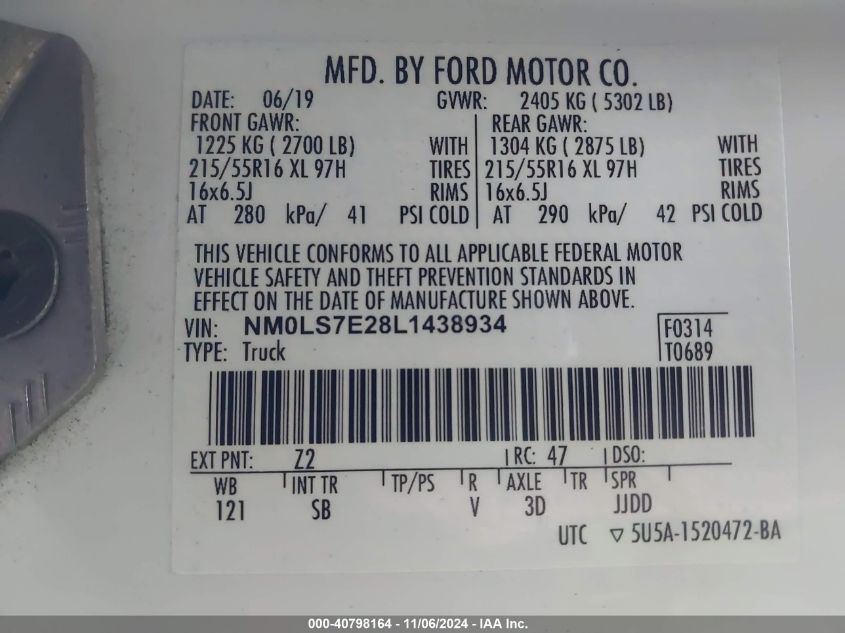 MFD. BY FORD MOTOR CO.
DATE: 06/19 GVWR: 2405 KG ( 5302 LB)
FRONT GAWR: REAR GAWR:
1225 KG ( 2700 LB) WITH 1304 KG ( 2875 LB) WITH
215/55R16 XL 97H TIRES 215/55R16 XL 97H TIRES
16x6.5J RIMS 16x6.5J RIMS
AT 280 kPa/ 41 PSI COLD AT 290 kPa/ 42 PSI COLD
THIS VEHICLE CONFORMS TO ALL APPLICABLE FEDERAL MOTOR
VEHICLE SAFETY AND THEFT PREVENTION STANDARDS IN
EFFECT ON THE DATE OF MANUFACTURE SHOWN ABOVE.
VIN: NM0LS7E28L1438934 F0314
TYPE: Truck T0689
EXT PNT: Z2 RC: 47 DSO:
WB INT TR TP/PS R AXLE TR SPR
121 SB V 3D JJDD
UTC ▽ 5U5A-1520472-BA
000-40798164 - 11/06/2024 - IAA Inc.